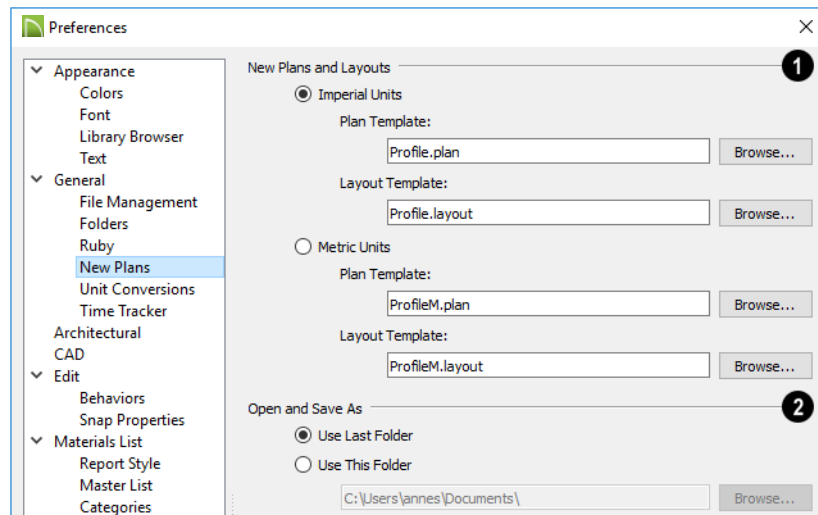 Preferences
Appearance
Colors
Font
Library Browser
Text
General
File Management
Folders
Ruby
New Plans
Unit Conversions
Time Tracker
Architectural
CAD
Edit
Behaviors
Snap Properties
Materials List
Report Style
Master List
Categories
New Plans and Layouts 1
Imperial Units
Plan Template:
Profile.plan Browse...
Layout Template:
Profile.layout Browse...
Metric Units
Plan Template:
ProfileM.plan Browse...
Layout Template:
ProfileM.layout Browse...
Open and Save As 2
Use Last Folder
Use This Folder
C:\Users\annes\Documents\ Browse...